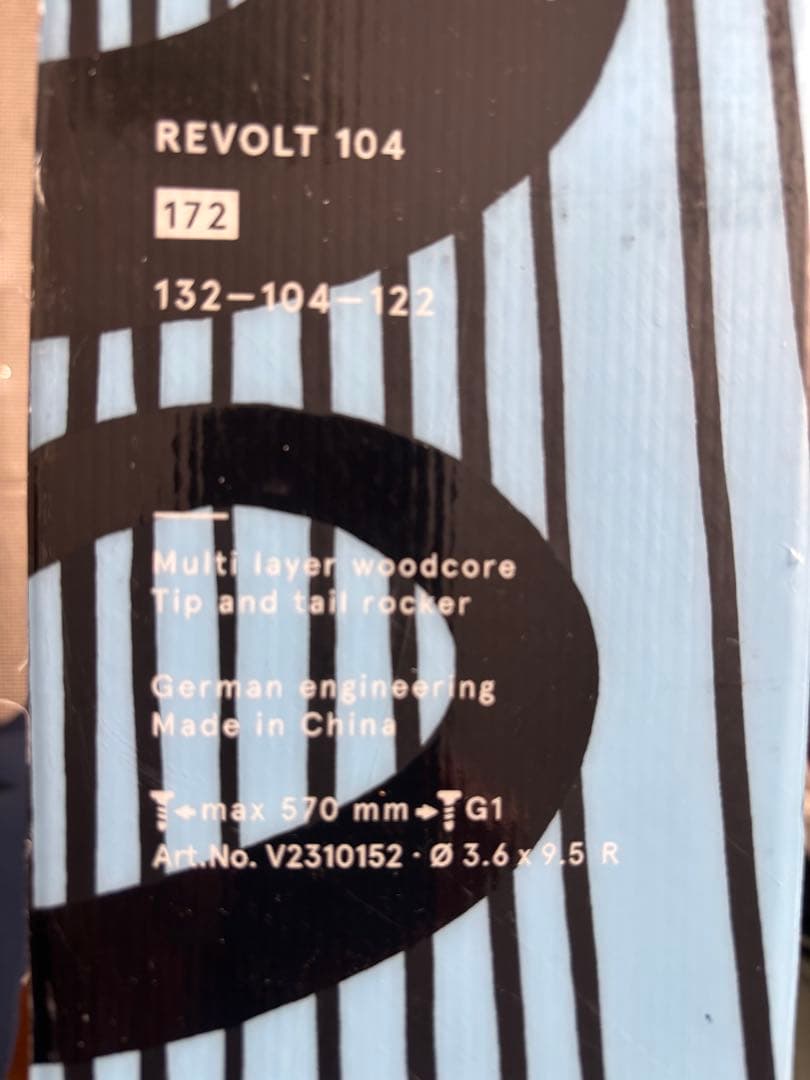 REVOLT 104
172
132–104–122
Multi layer woodcore
Tip and tail rocker
German engineering
Made in China
max 570 mm G1
Art.No. V2310152 · Ø 3.6 x 9.5 R